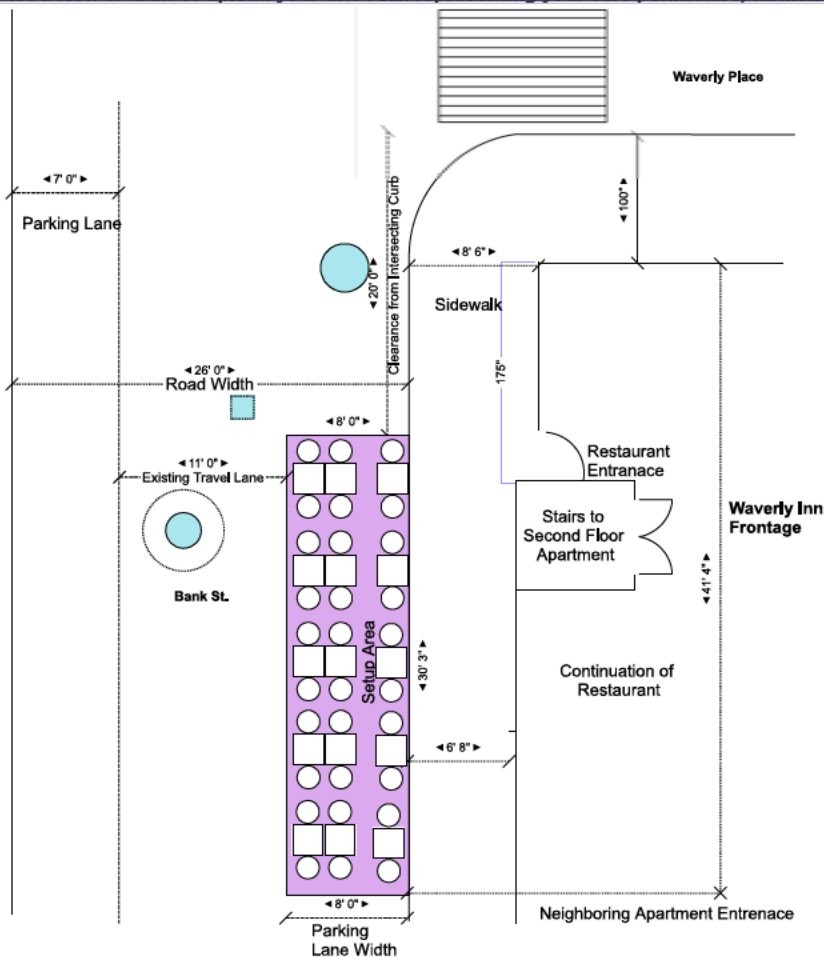 Waverly Place
◄ 7' 0" ►
Parking Lane
◄100"►
◄ 8' 6" ►
Clearance from Intersecting Curb
◄20' 0"►
Sidewalk
175"
◄ 26' 0" ►
Road Width
◄ 8' 0" ►
Restaurant
Entranace
◄ 11' 0" ►
Existing Travel Lane
Waverly Inn
Frontage
Stairs to
Second Floor
Apartment
◄ 41' 4" ►
Bank St.
Setup Area
◄ 30' 3" ►
Continuation of
Restaurant
◄ 6' 8" ►
◄ 8' 0" ►
Neighboring Apartment Entrenace
Parking
Lane Width